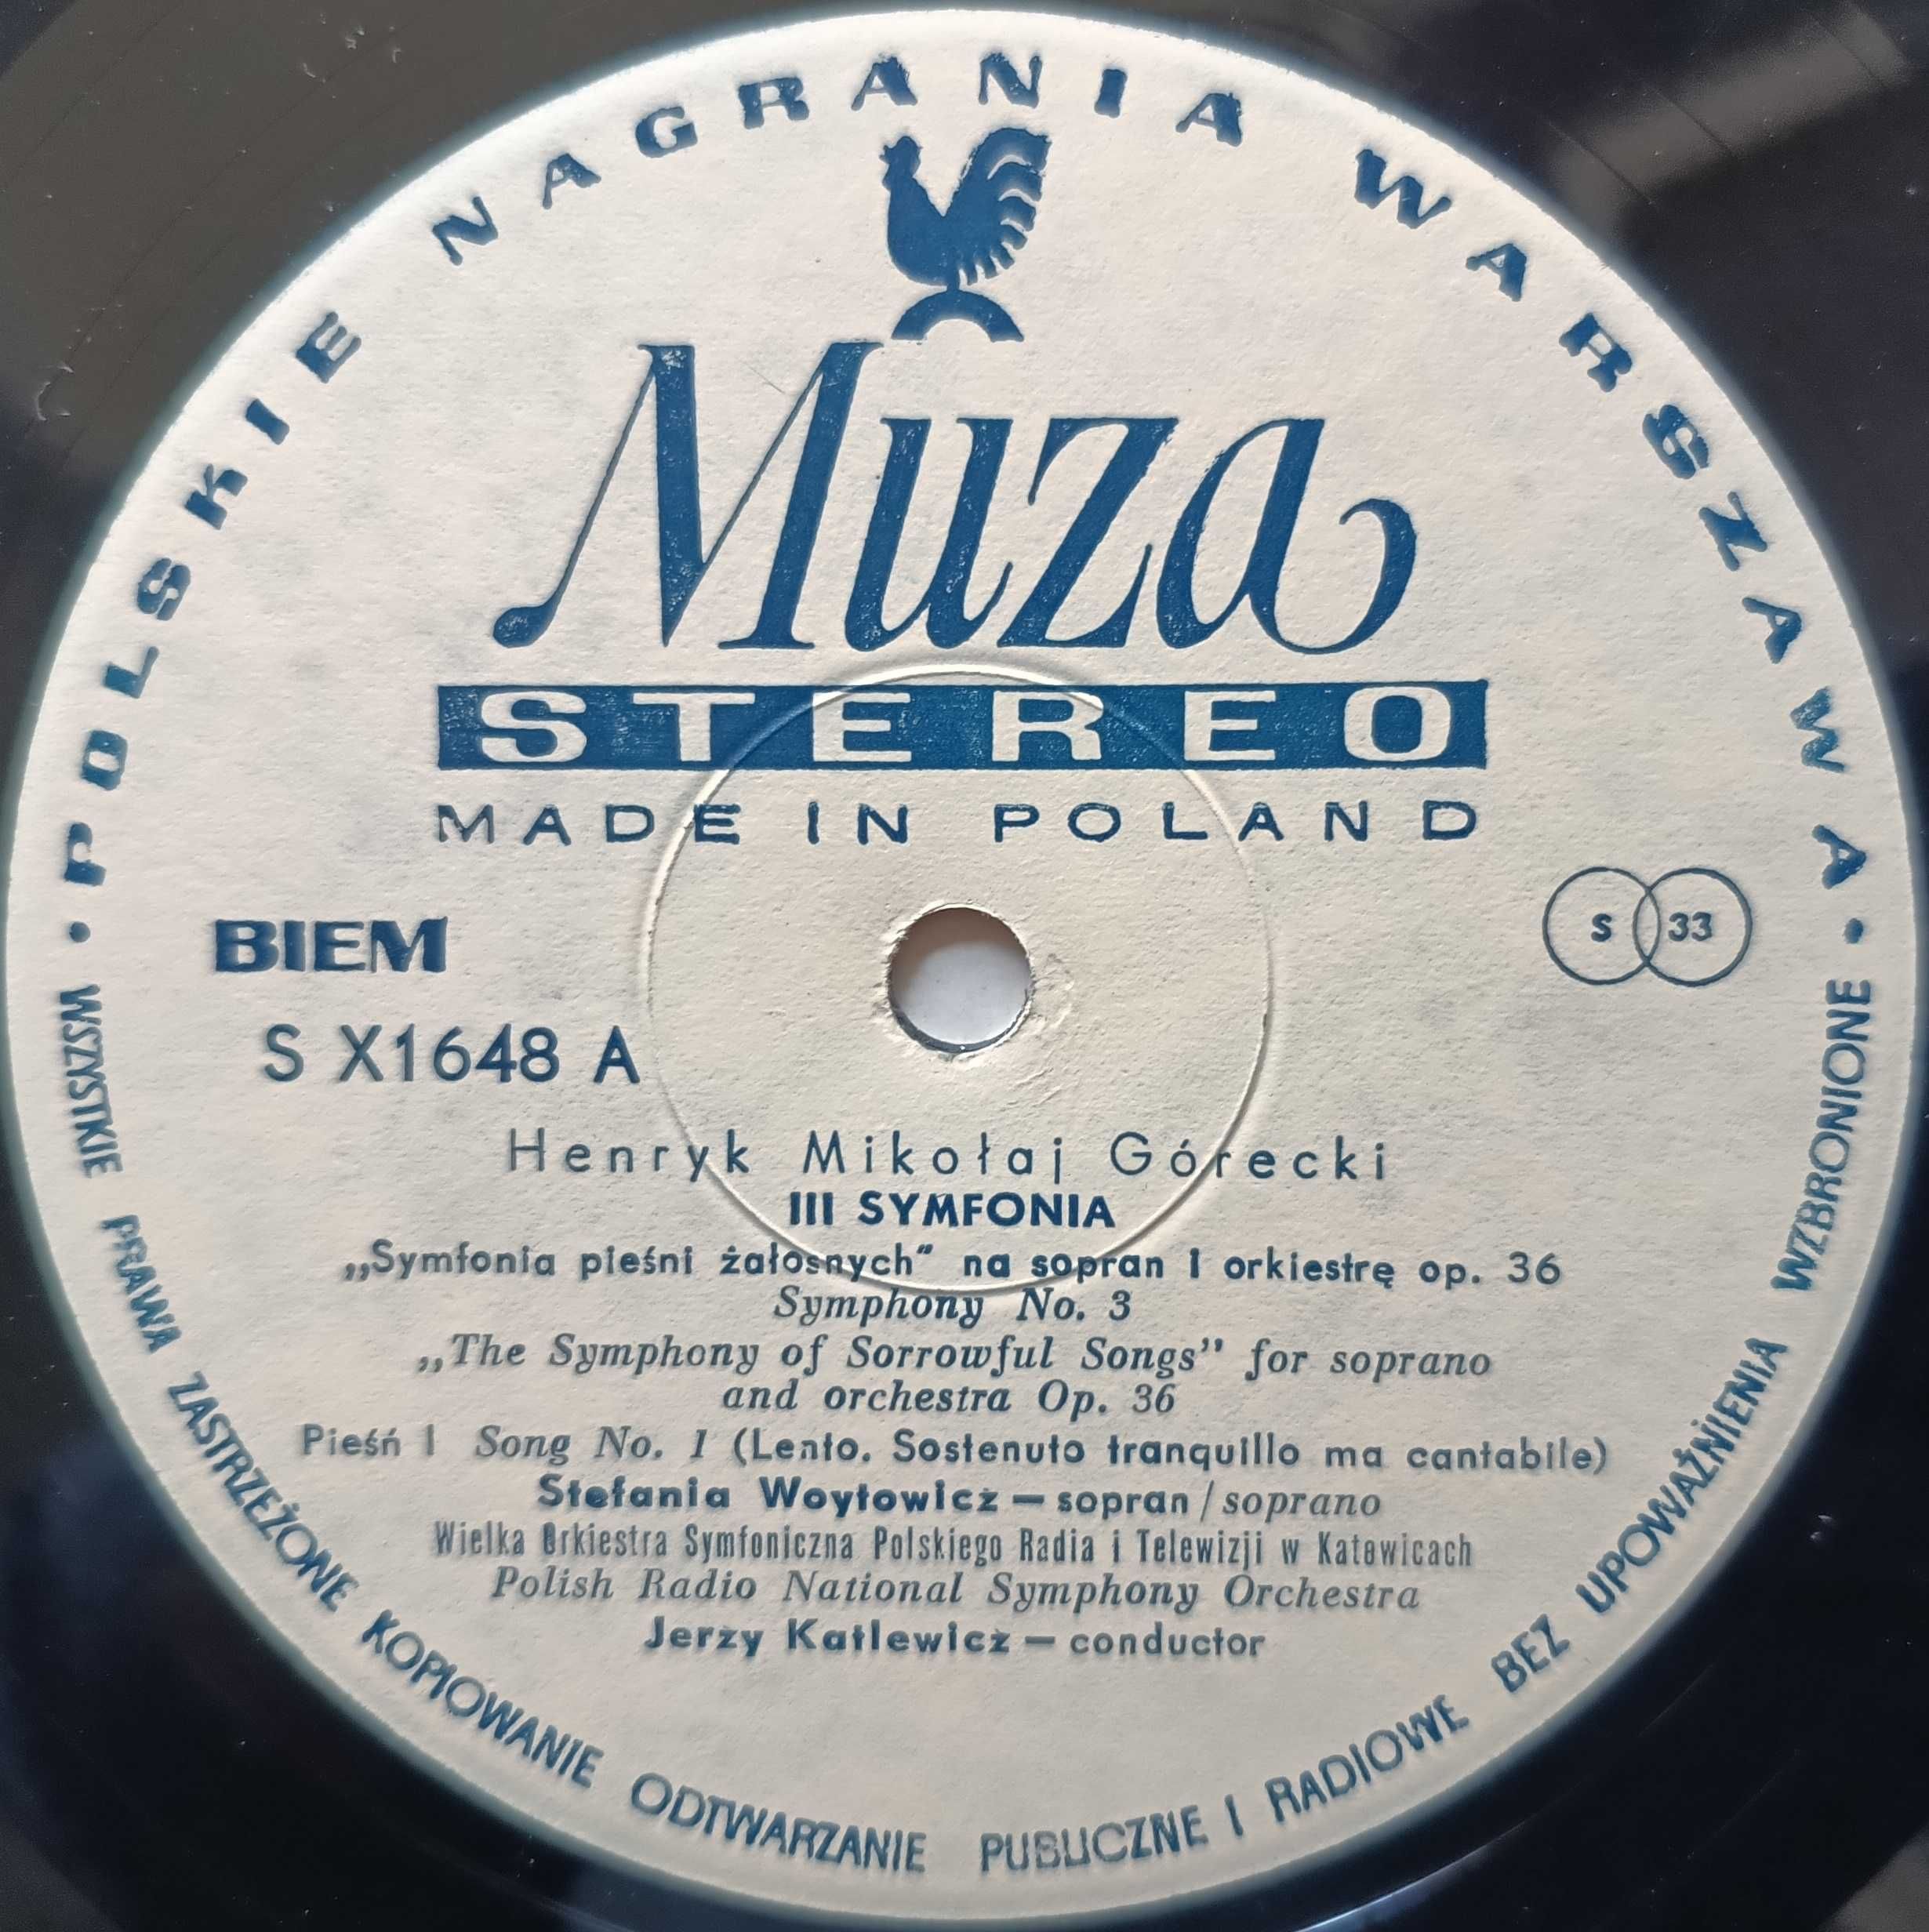 POLSKIE NAGRANIA WARSZAWA
Muza
STEREO
MADE IN POLAND
BIEM
S 33
S X1648 A
Henryk Mikołaj Górecki
III SYMFONIA
„Symfonia pieśni żałosnych” na sopran i orkiestrę op. 36
Symphony No. 3
„The Symphony of Sorrowful Songs” for soprano
and orchestra Op. 36
Pieśń I Song No. 1 (Lento. Sostenuto tranquillo ma cantabile)
Stefania Woytowicz — sopran / soprano
Wielka Orkiestra Symfoniczna Polskiego Radia i Telewizji w Katowicach
Polish Radio National Symphony Orchestra
Jerzy Katlewicz — conductor
WSZYSTKIE PRAWA ZASTRZEŻONE KOPIOWANIE ODTWARZANIE PUBLICZNE I RADIOWE BEZ UPOWAŻNIENIA WZBRONIONE